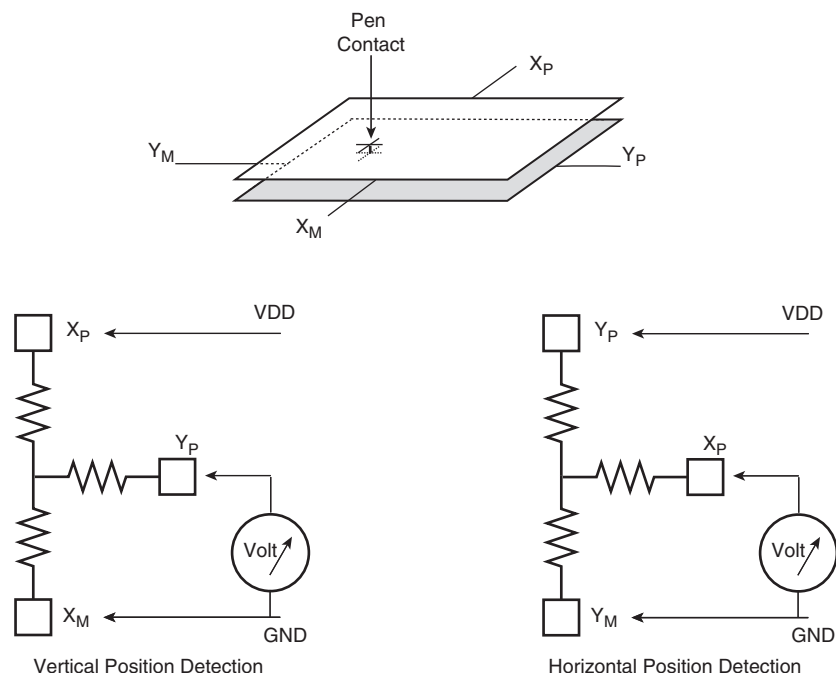 Pen
Contact
X_P
Y_M
Y_P
X_M
X_P
VDD
Y_P
Volt
X_M
GND
Vertical Position Detection
Y_P
VDD
X_P
Volt
Y_M
GND
Horizontal Position Detection